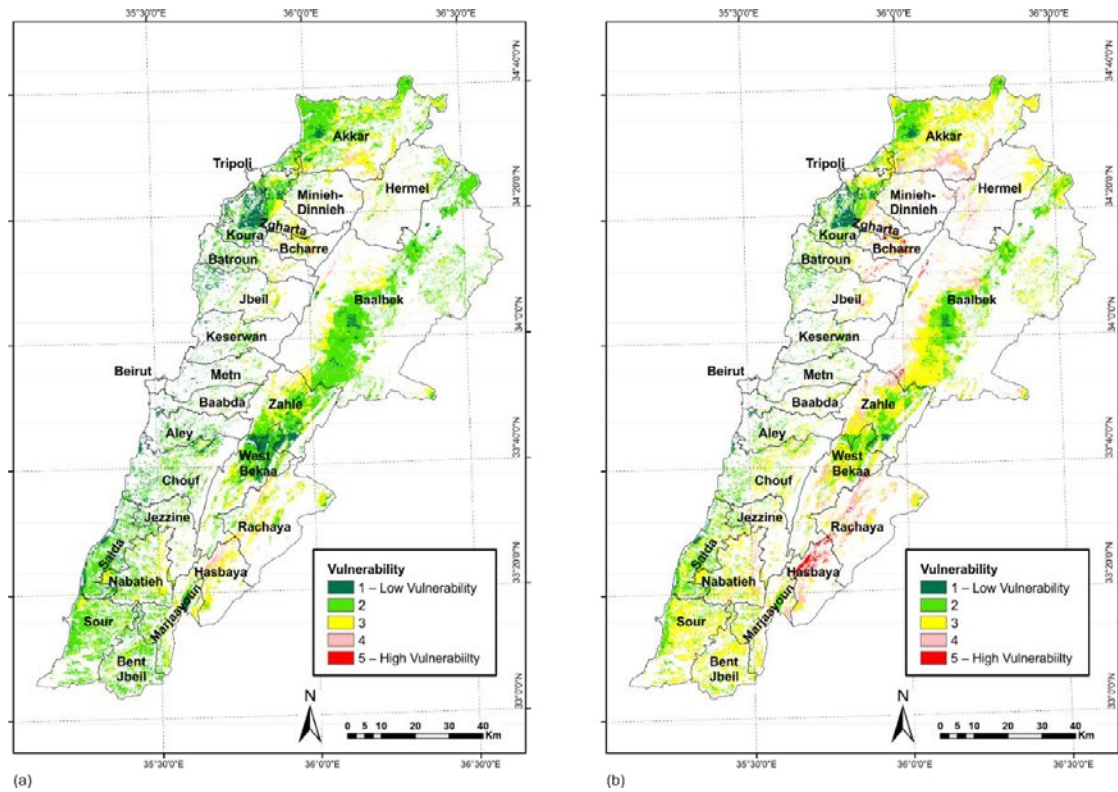 35°30'0"E 36°0'0"E 36°30'0"E
34°40'0"N
34°20'0"N
34°0'0"N
33°40'0"N
33°20'0"N
33°0'0"N
Akkar
Tripoli
Hermel
Minieh-
Dinnieh
Zgharta
Koura
Bcharre
Batroun
Baalbek
Jbeil
Keserwan
Beirut
Metn
Baabda
Zahle
Aley
West
Bekaa
Chouf
Jezzine
Rachaya
Saida
Hasbaya
Nabatieh
Marjaayoun
Sour
Bent
Jbeil
Vulnerability
1 – Low Vulnerability
2
3
4
5 – High Vulnerabiilty
N
0 5 10 20 30 40
Km
35°30'0"E 36°0'0"E 36°30'0"E
(a)
35°30'0"E 36°0'0"E 36°30'0"E
34°40'0"N
34°20'0"N
34°0'0"N
33°40'0"N
33°20'0"N
33°0'0"N
Akkar
Tripoli
Hermel
Minieh-
Dinnieh
Zgharta
Koura
Bcharre
Batroun
Baalbek
Jbeil
Keserwan
Beirut
Metn
Baabda
Zahle
Aley
West
Bekaa
Chouf
Jezzine
Rachaya
Saida
Hasbaya
Nabatieh
Marjaayoun
Sour
Bent
Jbeil
Vulnerability
1 – Low Vulnerability
2
3
4
5 – High Vulnerabiilty
N
0 5 10 20 30 40
Km
35°30'0"E 36°0'0"E 36°30'0"E
(b)